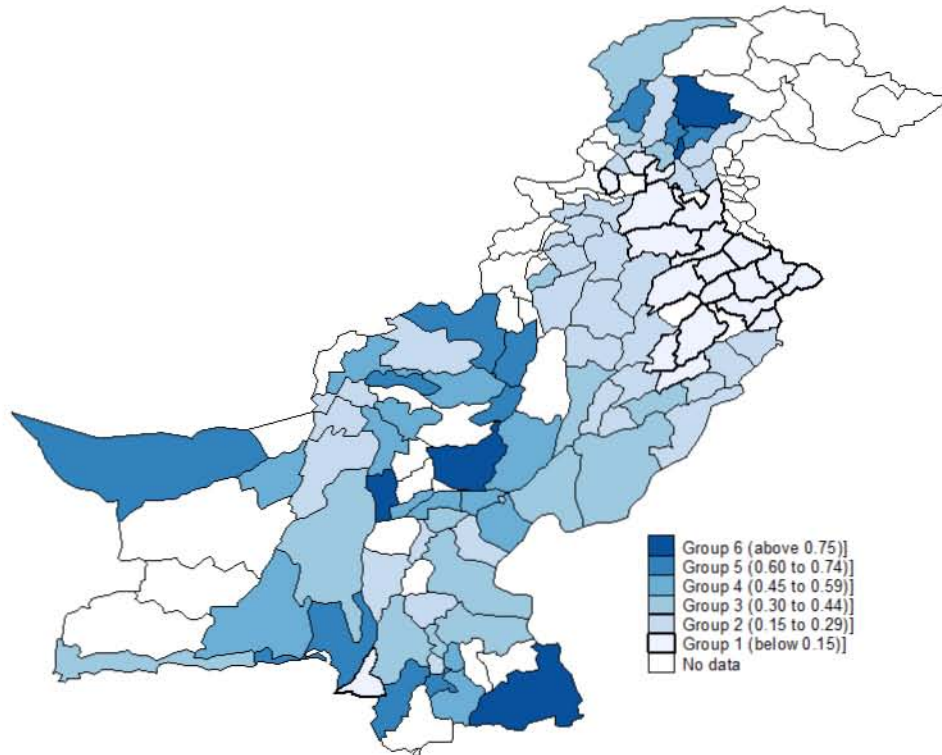 Group 6 (above 0.75)]
Group 5 (0.60 to 0.74)]
Group 4 (0.45 to 0.59)]
Group 3 (0.30 to 0.44)]
Group 2 (0.15 to 0.29)]
Group 1 (below 0.15)]
No data